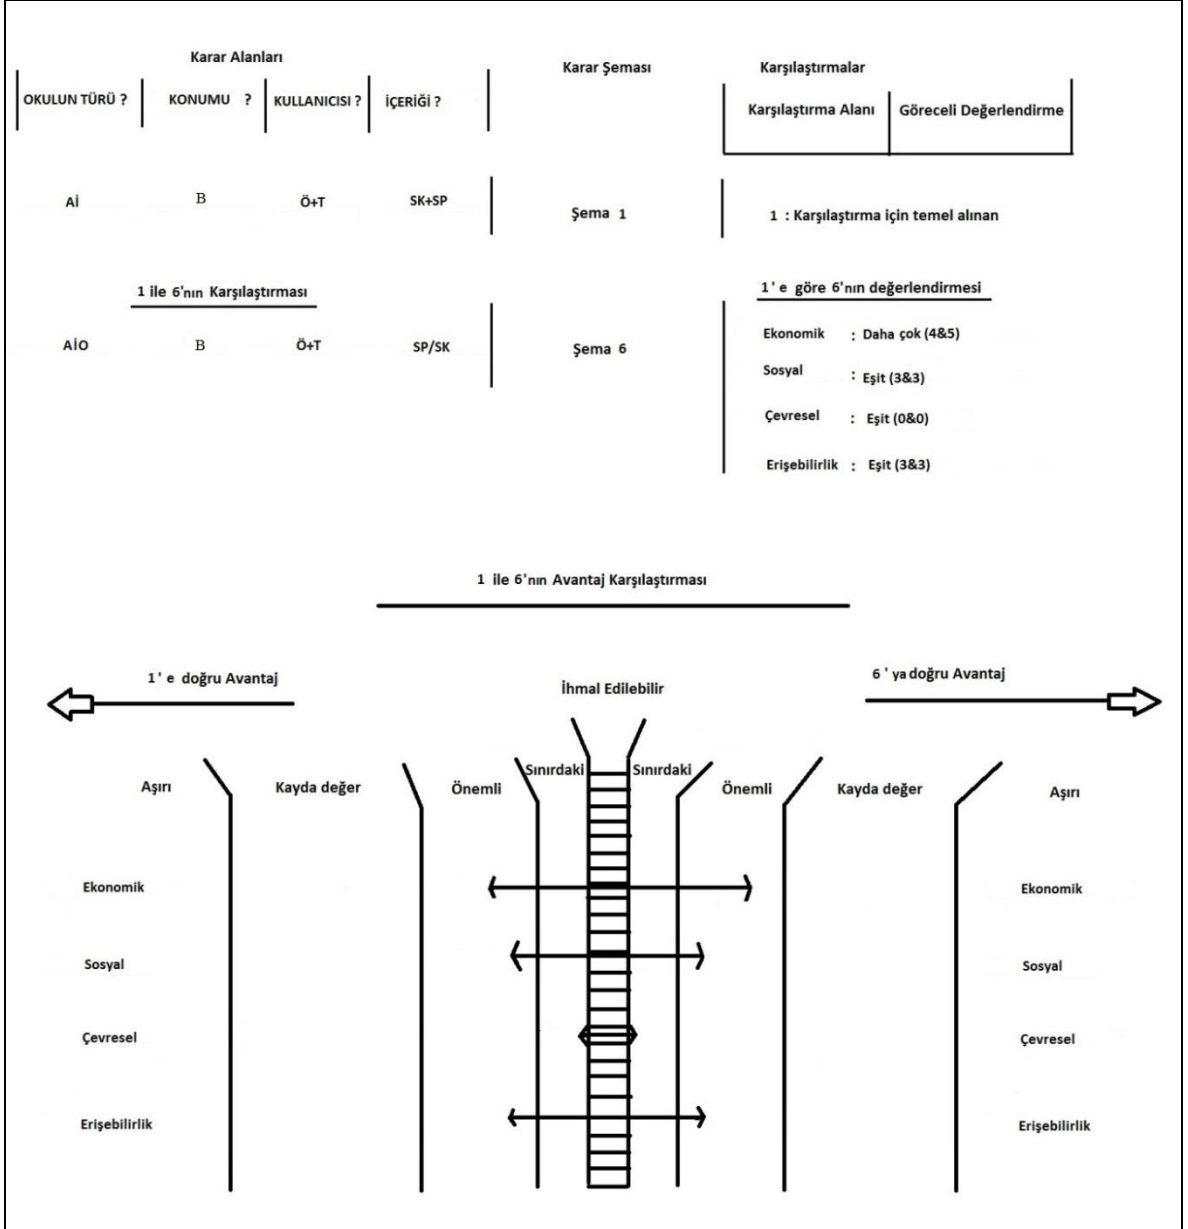 Karar Alanları
Karar Şeması
Karşılaştırmalar
OKULUN TÜRÜ ? KONUMU ? KULLANICISI ? İÇERİĞİ ?
Karşılaştırma Alanı Göreceli Değerlendirme
Aİ B Ö+T SK+SP Şema 1 1 : Karşılaştırma için temel alınan
1 ile 6'nın Karşılaştırması
1' e göre 6'nın değerlendirmesi
AİO B Ö+T SP/SK Şema 6
Ekonomik : Daha çok (4&5)
Sosyal : Eşit (3&3)
Çevresel : Eşit (0&0)
Erişebilirlik : Eşit (3&3)
1 ile 6'nın Avantaj Karşılaştırması
1' e doğru Avantaj
İhmal Edilebilir
6 ' ya doğru Avantaj
Aşırı Kayda değer Önemli Sınırdaki Sınırdaki Önemli Kayda değer Aşırı
Ekonomik Ekonomik
Sosyal Sosyal
Çevresel Çevresel
Erişebilirlik Erişebilirlik